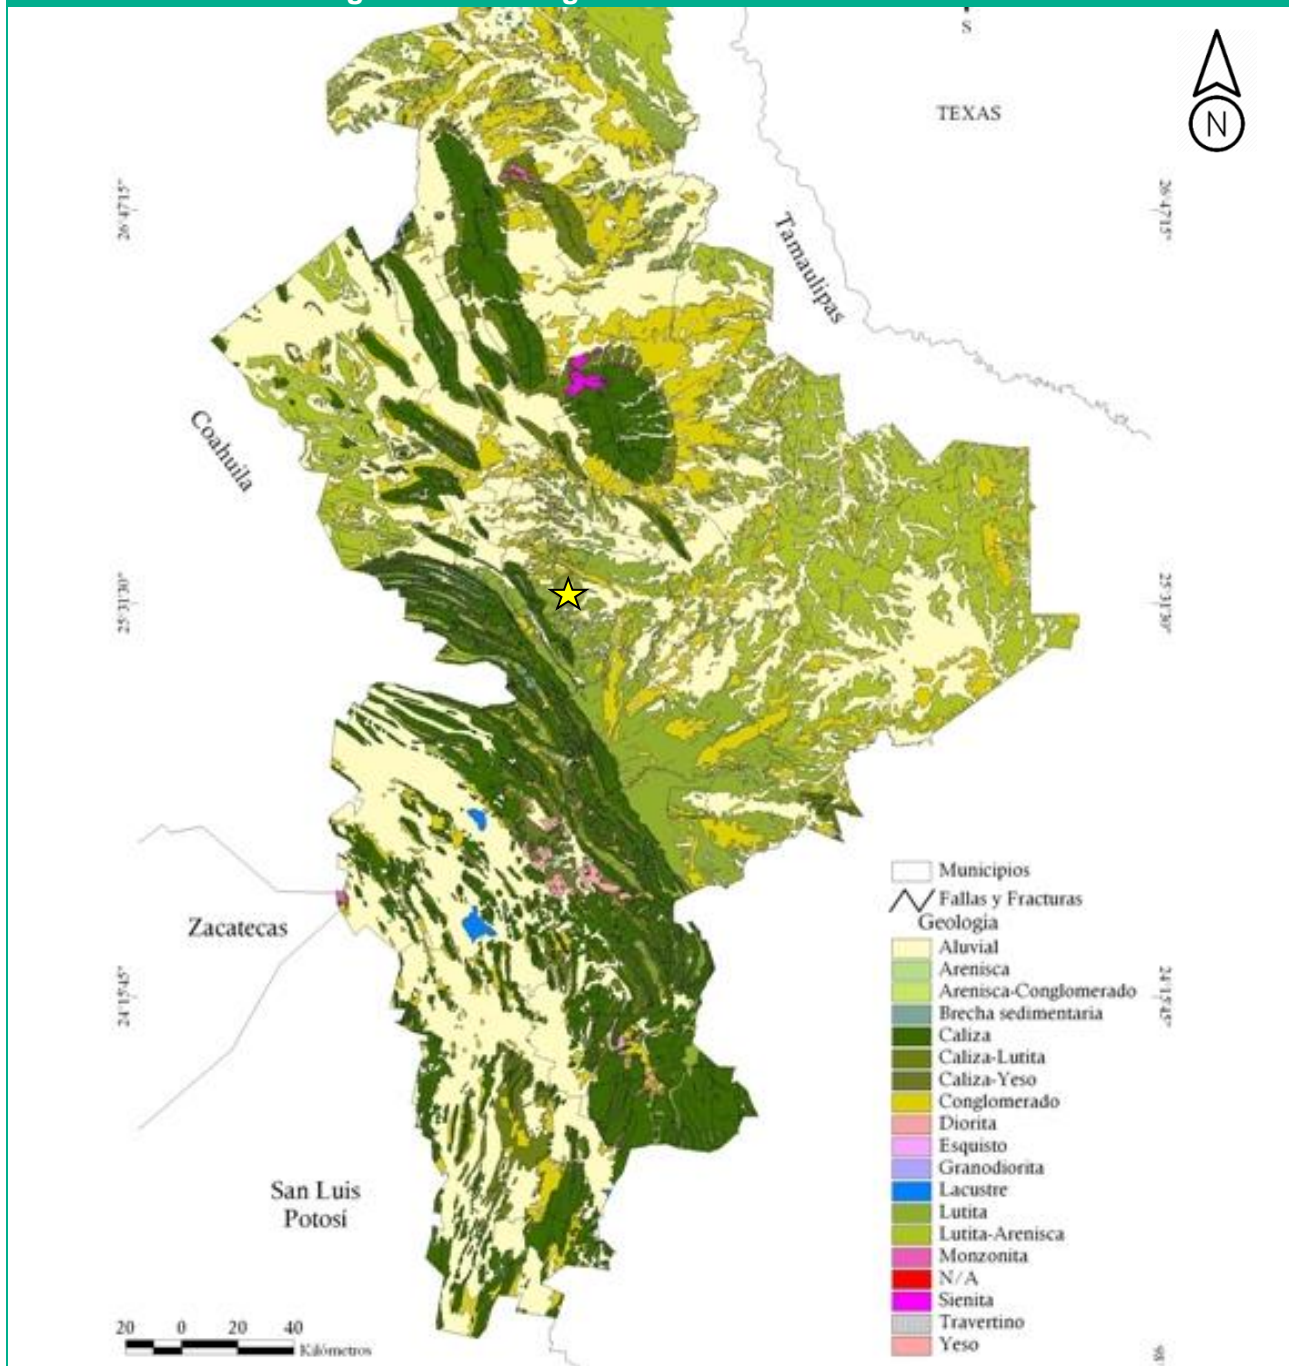 S
TEXAS
N
26°47'15"
26°47'15"
Tamaulipas
Coahuila
25°31'30"
25°31'30"
Zacatecas
24°15'45"
24°15'45"
San Luis
Potosí
Municipios
Fallas y Fracturas
Geología
Aluvial
Arenisca
Arenisca-Conglomerado
Brecha sedimentaria
Caliza
Caliza-Lutita
Caliza-Yeso
Conglomerado
Diorita
Esquisto
Granodiorita
Lacustre
Lutita
Lutita-Arenisca
Monzonita
N/A
Sienita
Travertino
Yeso
20 0 20 40
Kilómetros